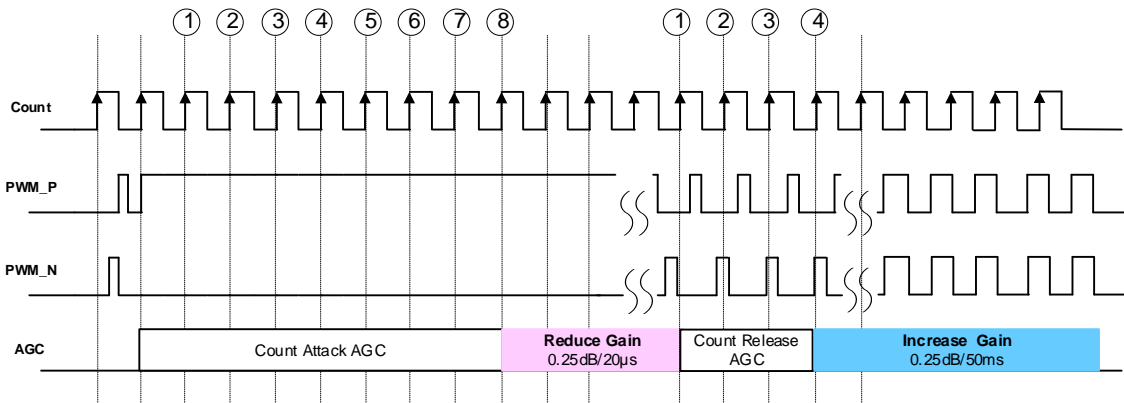 1 2 3 4 5 6 7 8 1 2 3 4
Count
PWM_P
PWM_N
AGC
Count Attack AGC
Reduce Gain
0.25dB/20µs
Count Release
AGC
Increase Gain
0.25dB/50ms